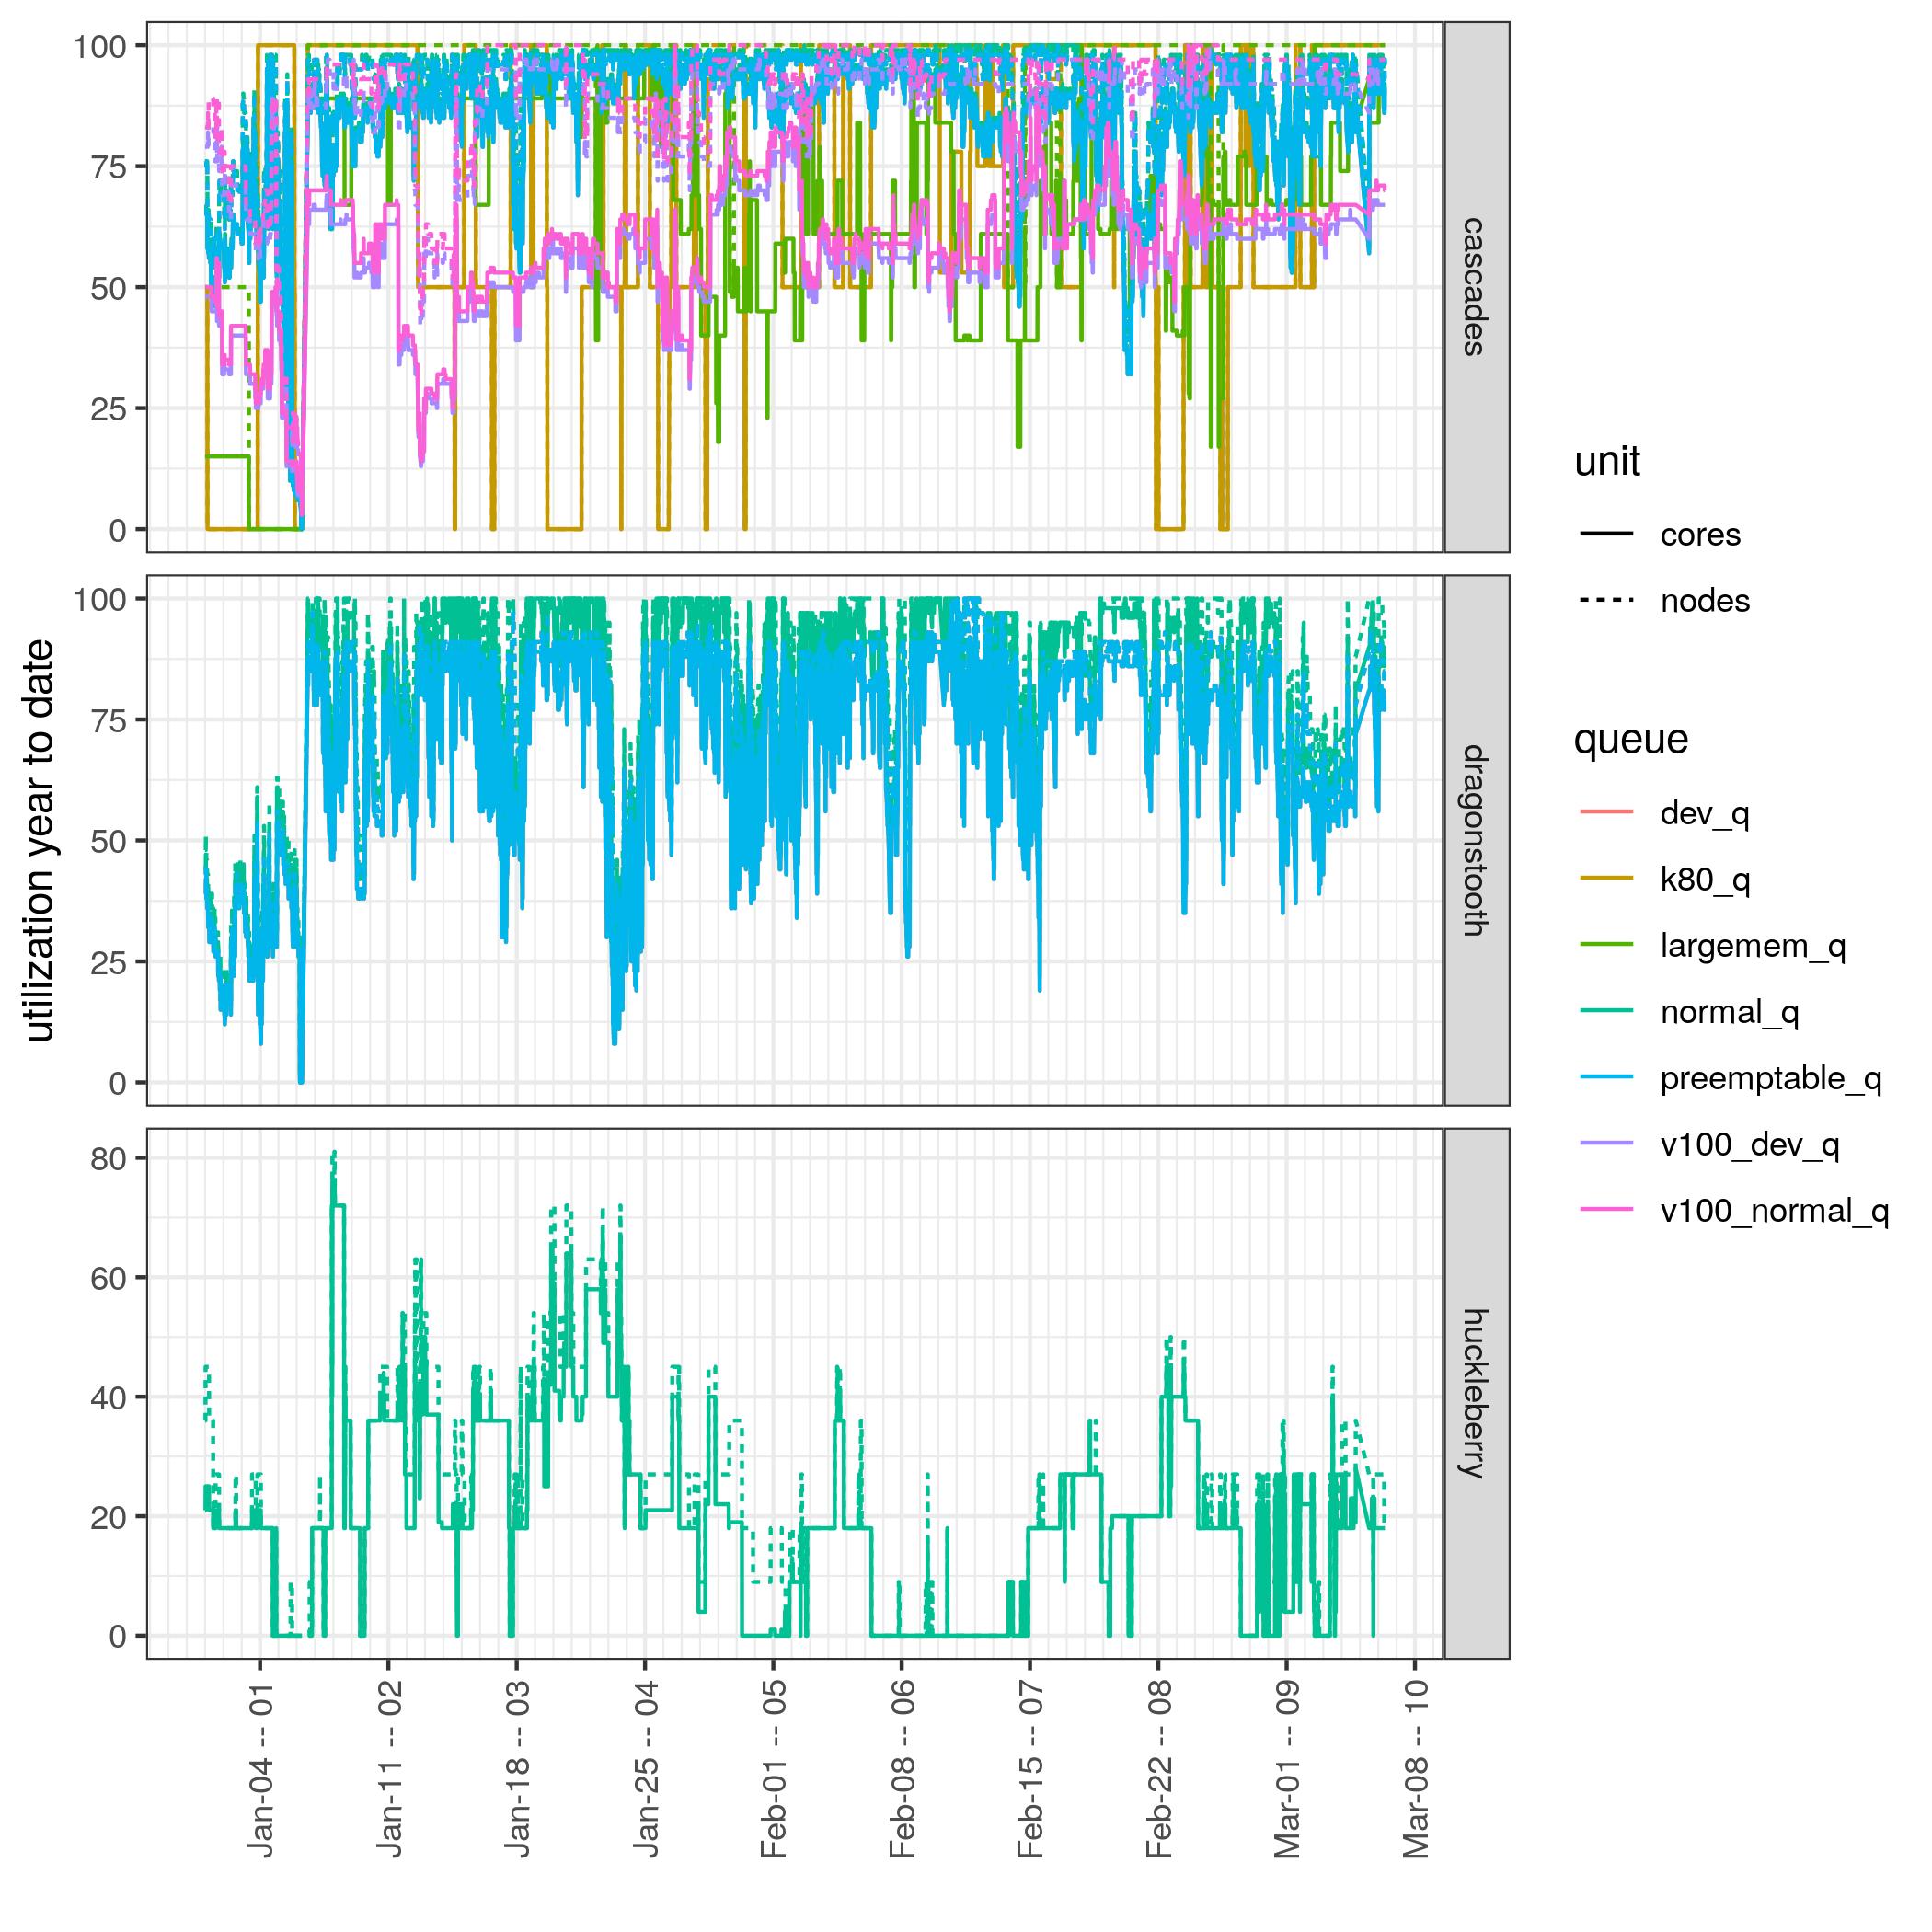 utilization year to date
100
75
50
25
0
cascades
100
75
50
25
0
dragonstooth
80
60
40
20
0
huckleberry
Jan-04 -- 01
Jan-11 -- 02
Jan-18 -- 03
Jan-25 -- 04
Feb-01 -- 05
Feb-08 -- 06
Feb-15 -- 07
Feb-22 -- 08
Mar-01 -- 09
Mar-08 -- 10
unit
cores
nodes
queue
dev_q
k80_q
largemem_q
normal_q
preemptable_q
v100_dev_q
v100_normal_q